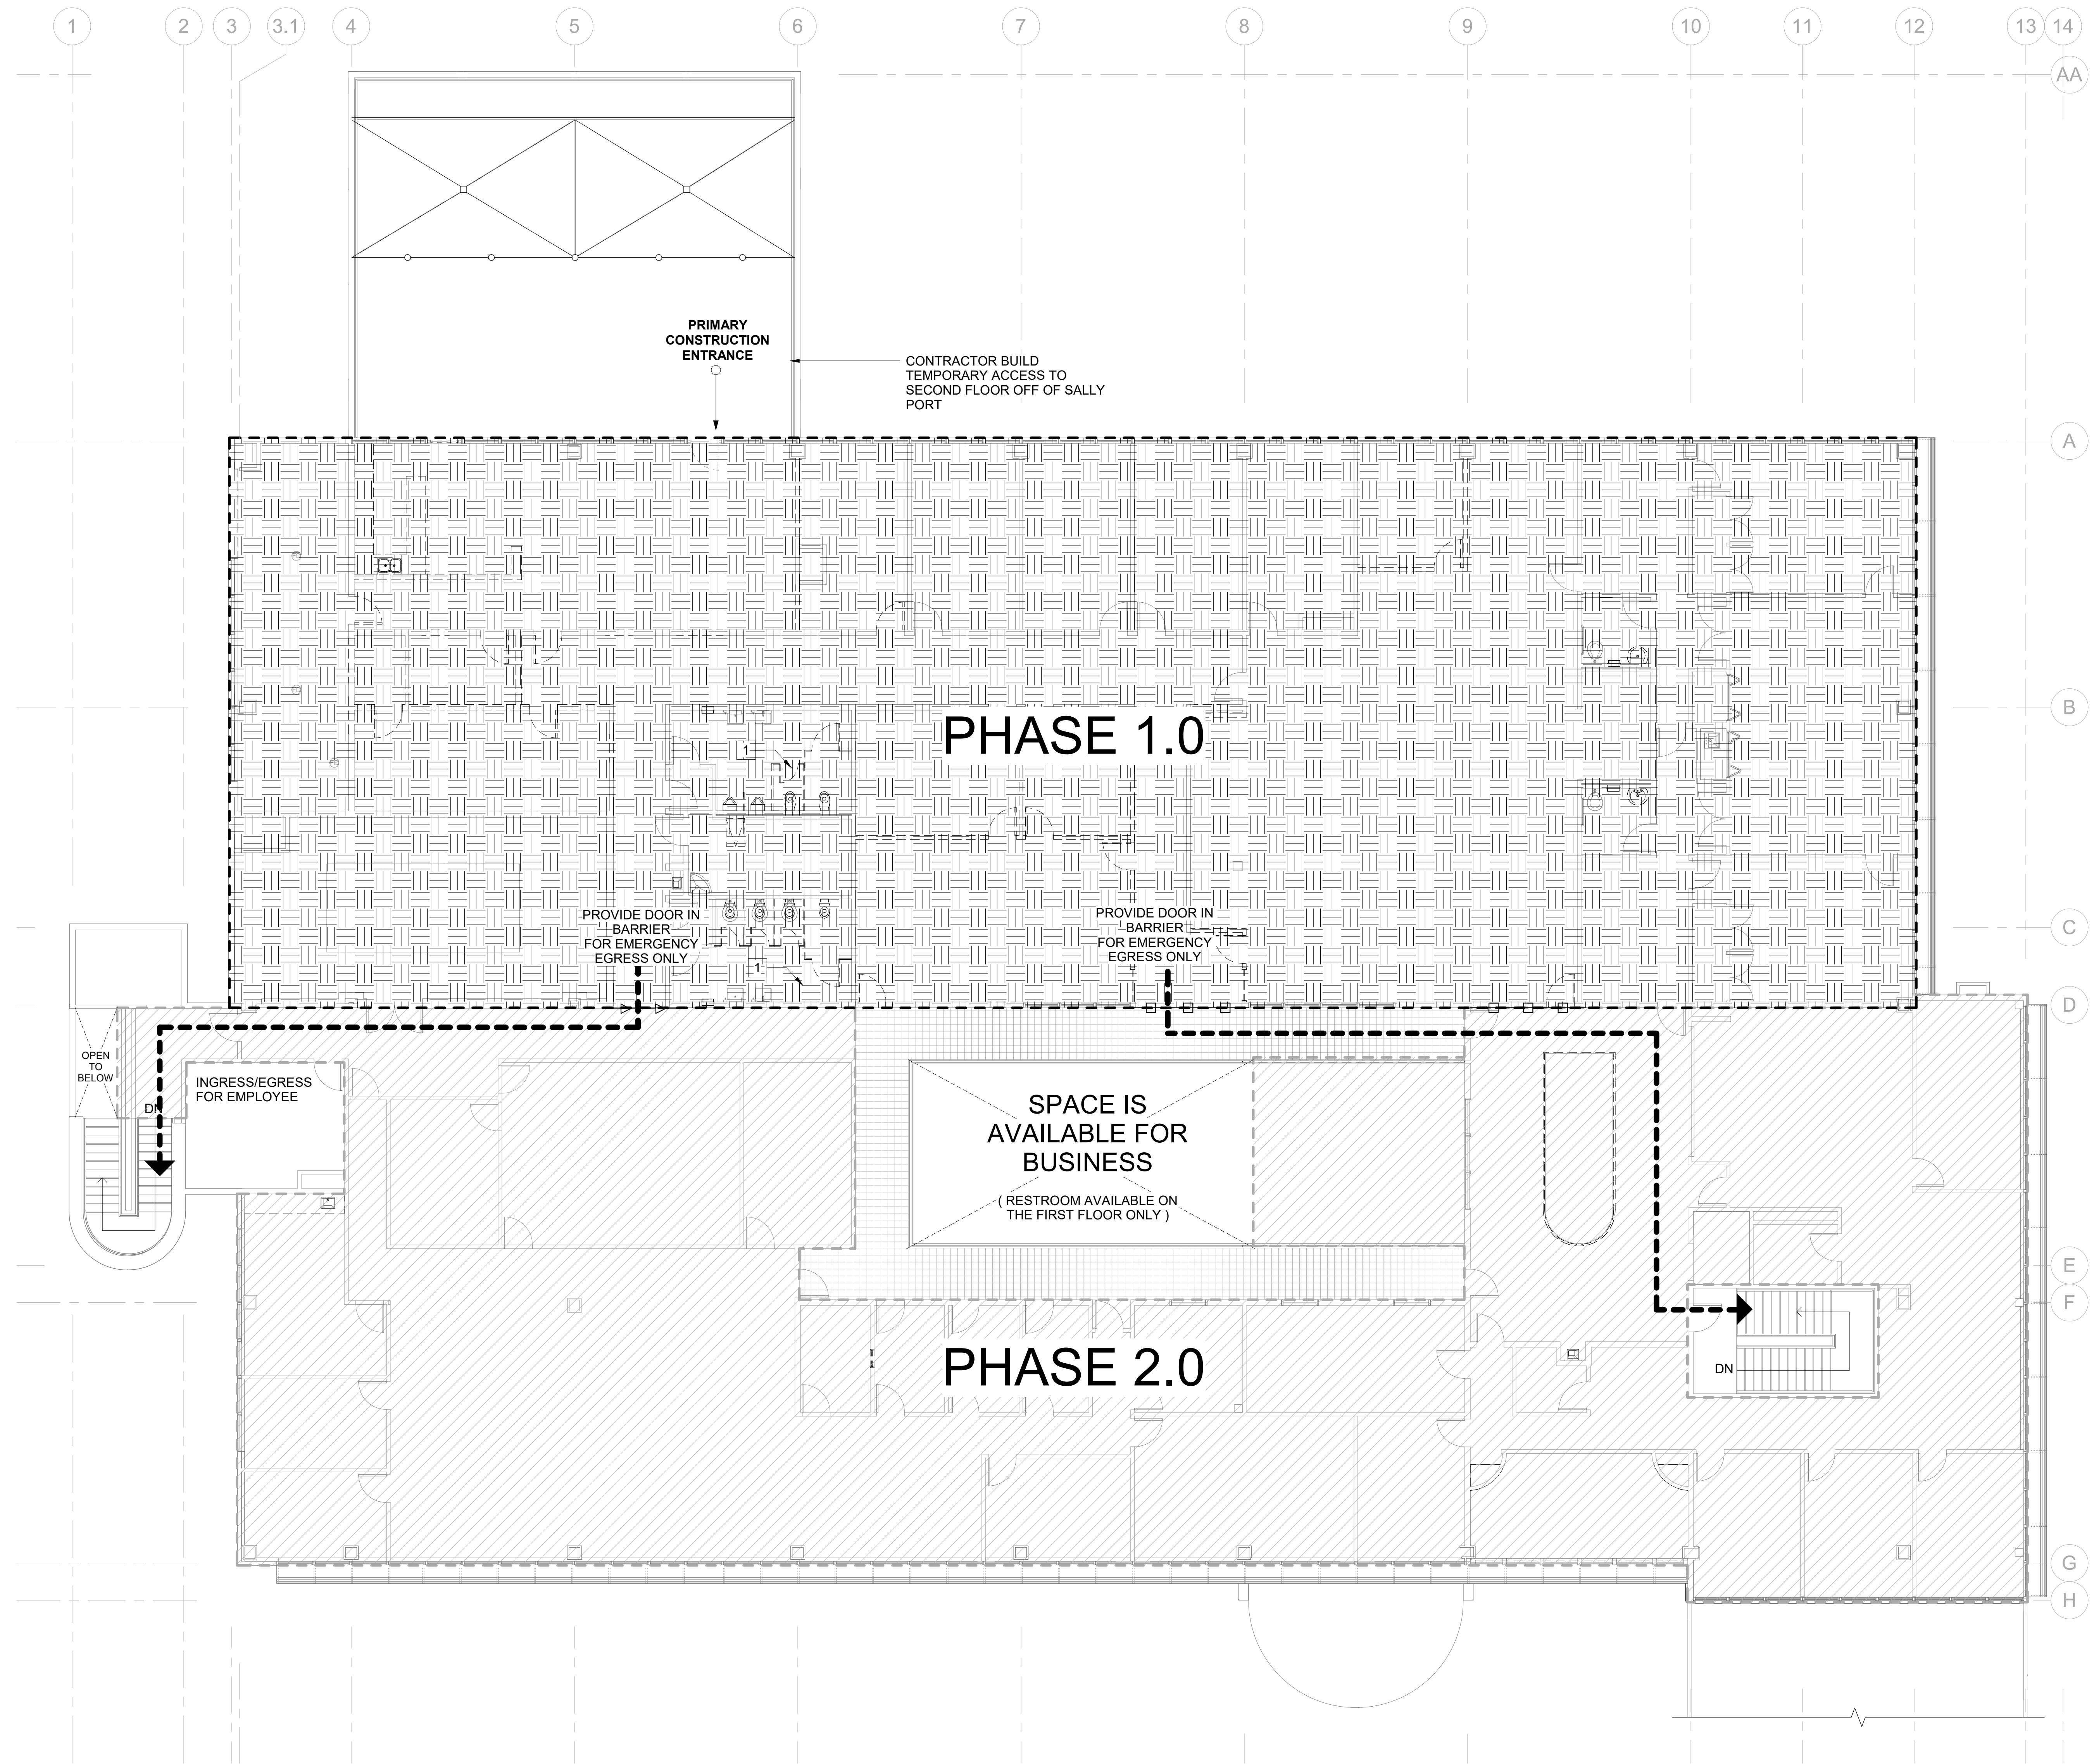 1
2
3
3.1
4
5
6
7
8
9
10
11
12
13
14
AA
PRIMARY
CONSTRUCTION
ENTRANCE
CONTRACTOR BUILD
TEMPORARY ACCESS TO
SECOND FLOOR OFF OF SALLY
PORT
A
B
PHASE 1.0
1
PROVIDE DOOR IN
BARRIER
FOR EMERGENCY
EGRESS ONLY
PROVIDE DOOR IN
BARRIER
FOR EMERGENCY
EGRESS ONLY
C
1
D
OPEN
TO
BELOW
INGRESS/EGRESS
FOR EMPLOYEE
DN
SPACE IS
AVAILABLE FOR
BUSINESS
( RESTROOM AVAILABLE ON
THE FIRST FLOOR ONLY )
E
F
PHASE 2.0
DN
G
H